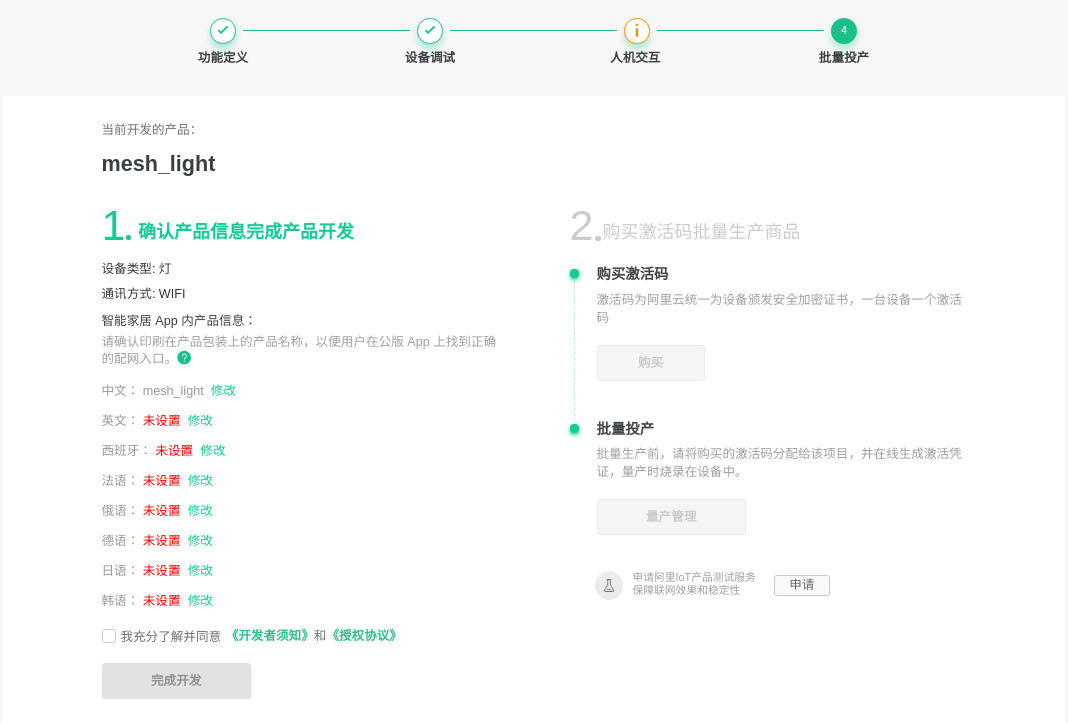 功能定义
设备调试
人机交互
4
批量投产
当前开发的产品:
mesh_light
1. 确认产品信息完成产品开发
设备类型: 灯
通讯方式: WIFI
智能家居 App 内产品信息：
请确认印刷在产品包装上的产品名称，以便用户在公版 App 上找到正确
的配网入口。?
中文： mesh_light 修改
英文： 未设置 修改
西班牙： 未设置 修改
法语： 未设置 修改
俄语： 未设置 修改
德语： 未设置 修改
日语： 未设置 修改
韩语： 未设置 修改
我充分了解并同意 《开发者须知》和《授权协议》
完成开发
2.购买激活码批量生产商品
购买激活码
激活码为阿里云统一为设备颁发安全加密证书，一台设备一个激活
码
购买
批量投产
批量生产前，请将购买的激活码分配给该项目，并在线生成激活凭
证，量产时烧录在设备中。
量产管理
申请阿里IoT产品测试服务
保障联网效果和稳定性
申请